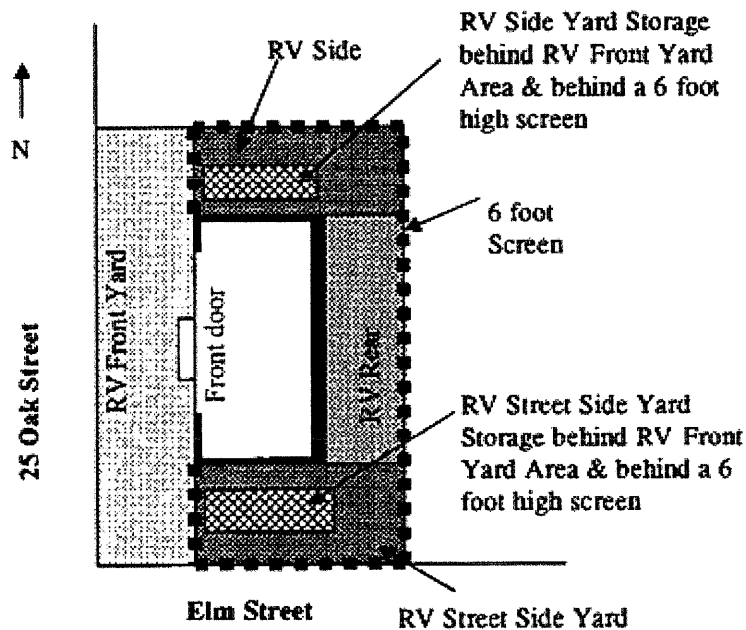 RV Side Yard Storage
behind RV Front Yard
Area & behind a 6 foot
high screen
RV Side
N
6 foot
Screen
25 Oak Street
RV Front Yard
Front door
RV Rear
RV Street Side Yard
Storage behind RV Front
Yard Area & behind a 6
foot high screen
Elm Street
RV Street Side Yard